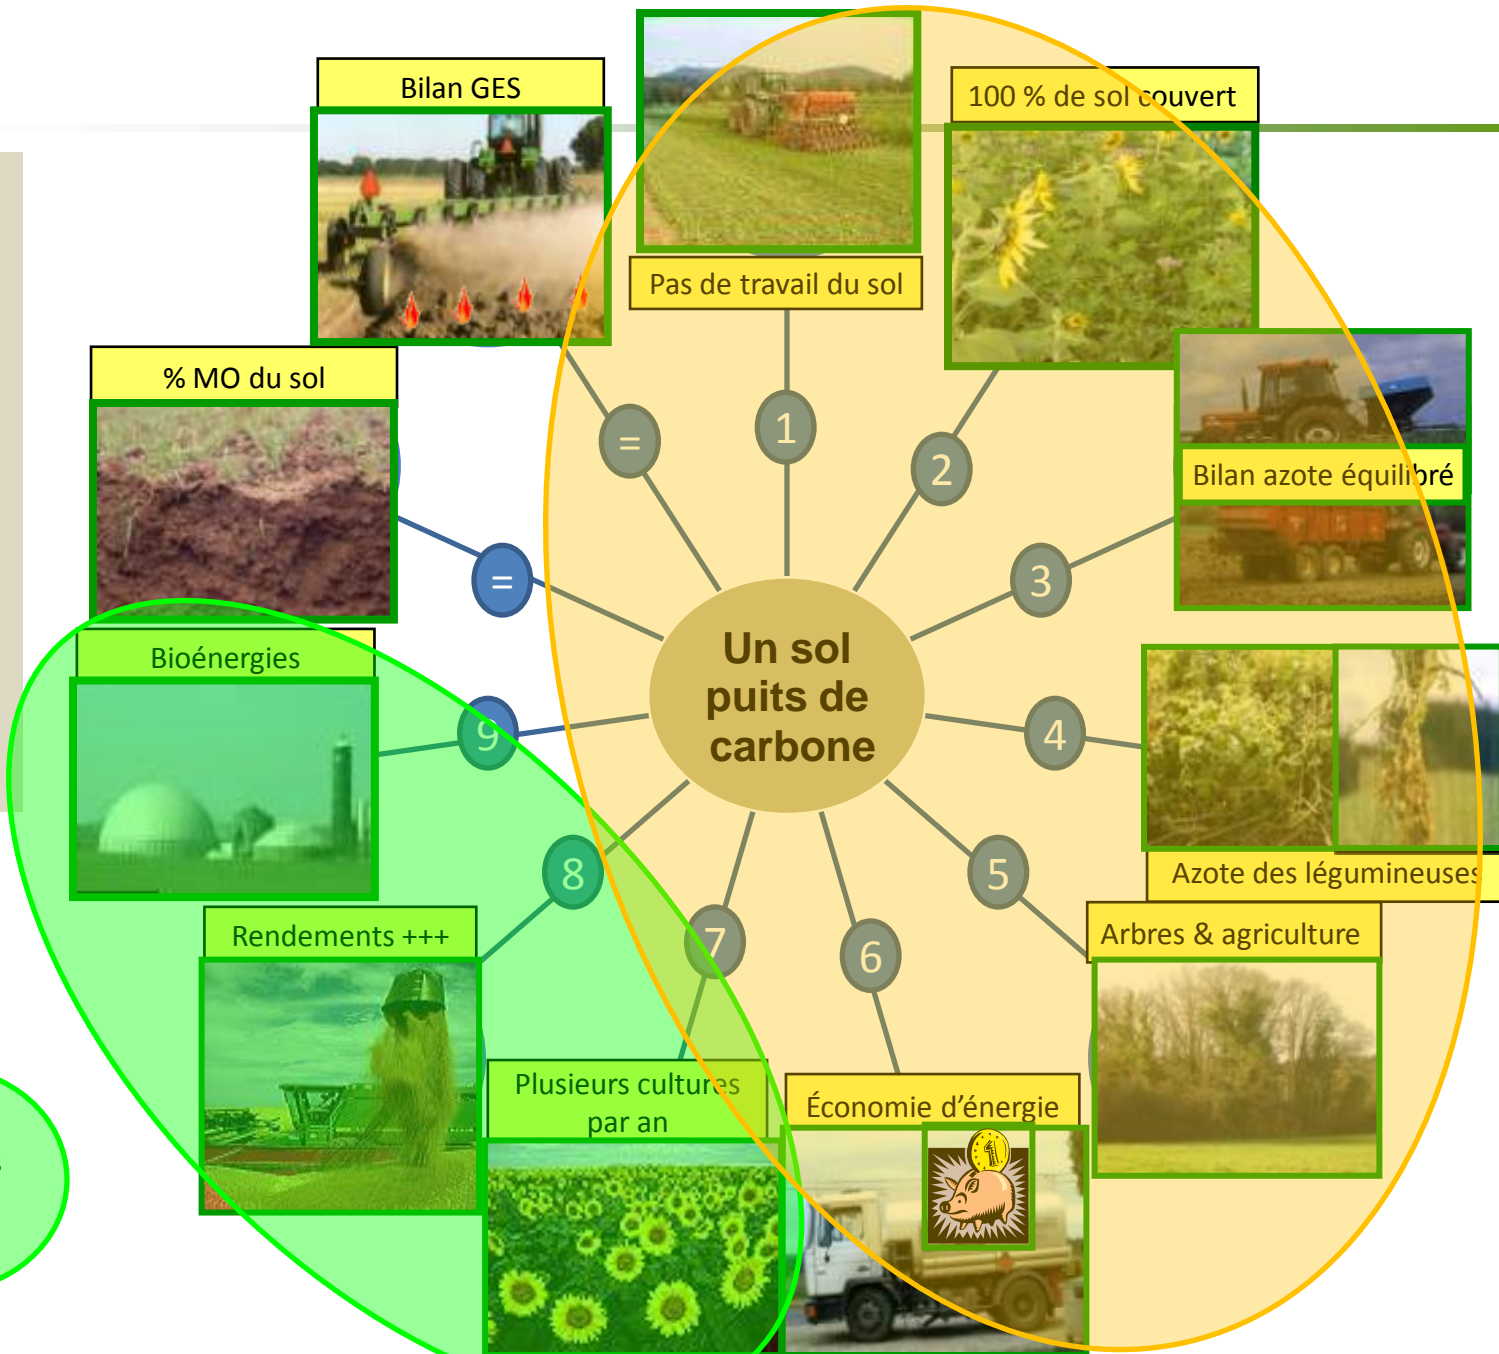 Bilan GES
100 % de sol couvert
Pas de travail du sol
% MO du sol
Bilan azote équilibré
=
1
2
=
3
Un sol
puits de
carbone
Bioénergies
9
4
8
5
Azote des légumineuses
Rendements +++
7
6
Arbres & agriculture
Plusieurs cultures
par an
Économie d'énergie
1